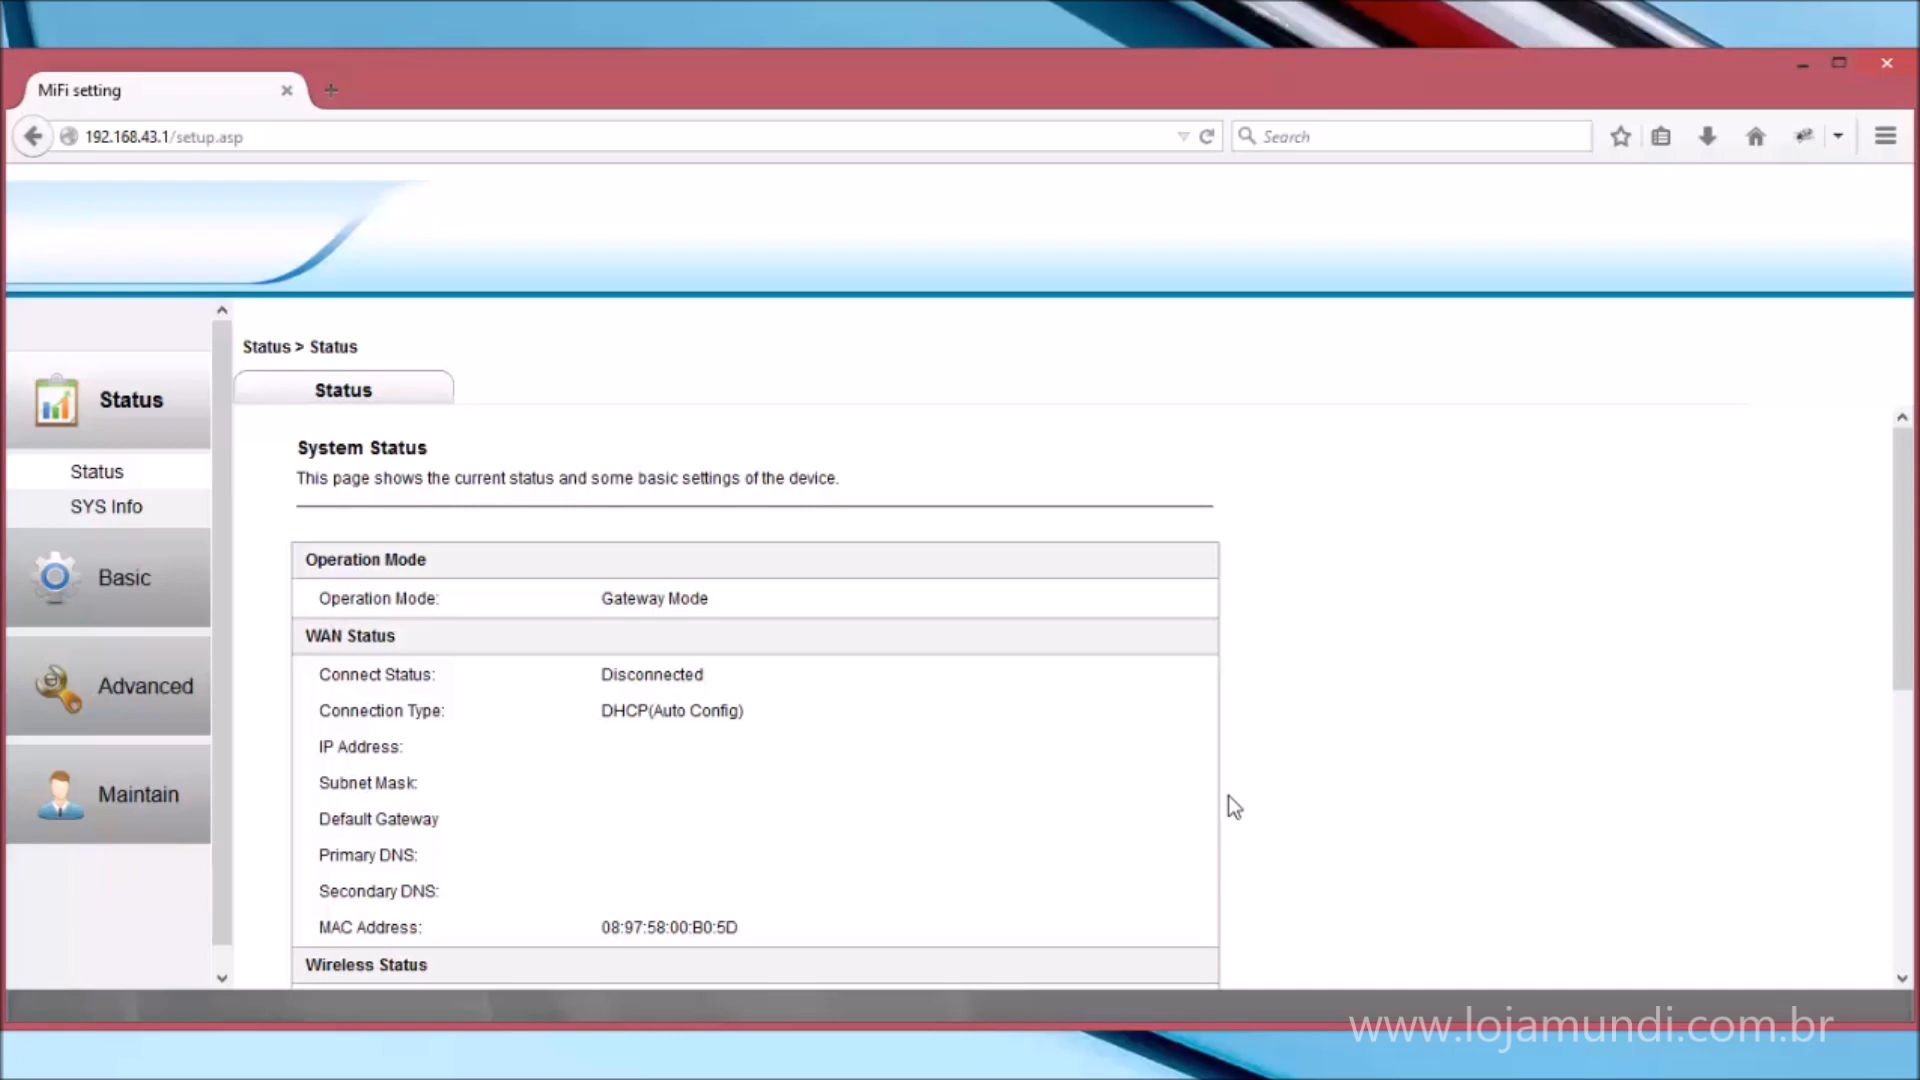 MiFi setting
192.168.43.1/setup.asp
Search
Status > Status
Status
Status
Status
SYS Info
Basic
Advanced
Maintain
System Status
This page shows the current status and some basic settings of the device.
Operation Mode
Operation Mode: Gateway Mode
WAN Status
Connect Status: Disconnected
Connection Type: DHCP(Auto Config)
IP Address:
Subnet Mask:
Default Gateway
Primary DNS:
Secondary DNS:
MAC Address: 08:97:58:00:B0:5D
Wireless Status
www.lojamundi.com.br